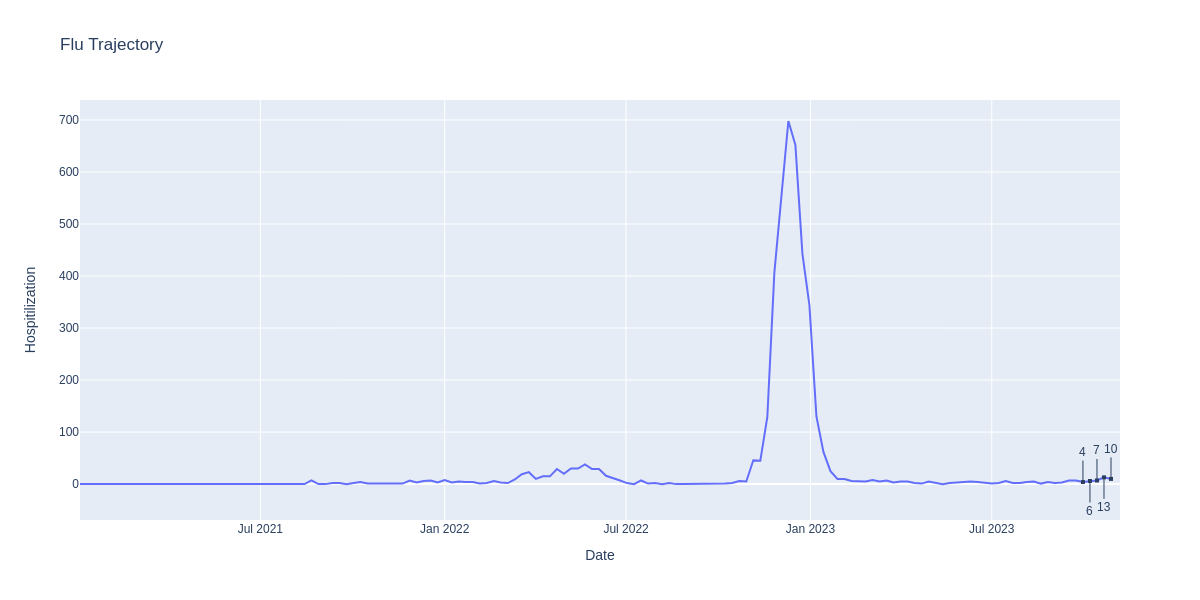 Flu Trajectory
700
600
500
400
300
200
100
0
Hospitilization
4
6
7
13
10
Jul 2021
Jan 2022
Jul 2022
Jan 2023
Jul 2023
Date